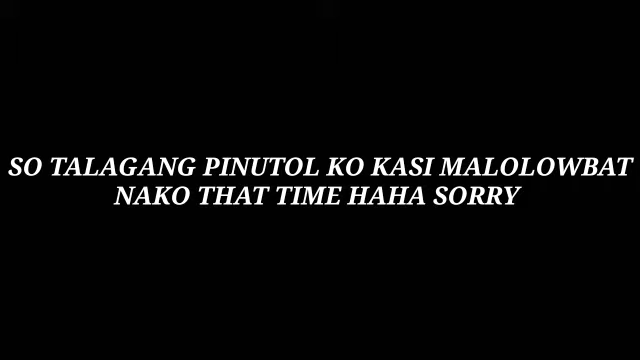 SO TALAGANG PINUTOL KO KASI MALOLOWBAT
NAKO THAT TIME HAHA SORRY